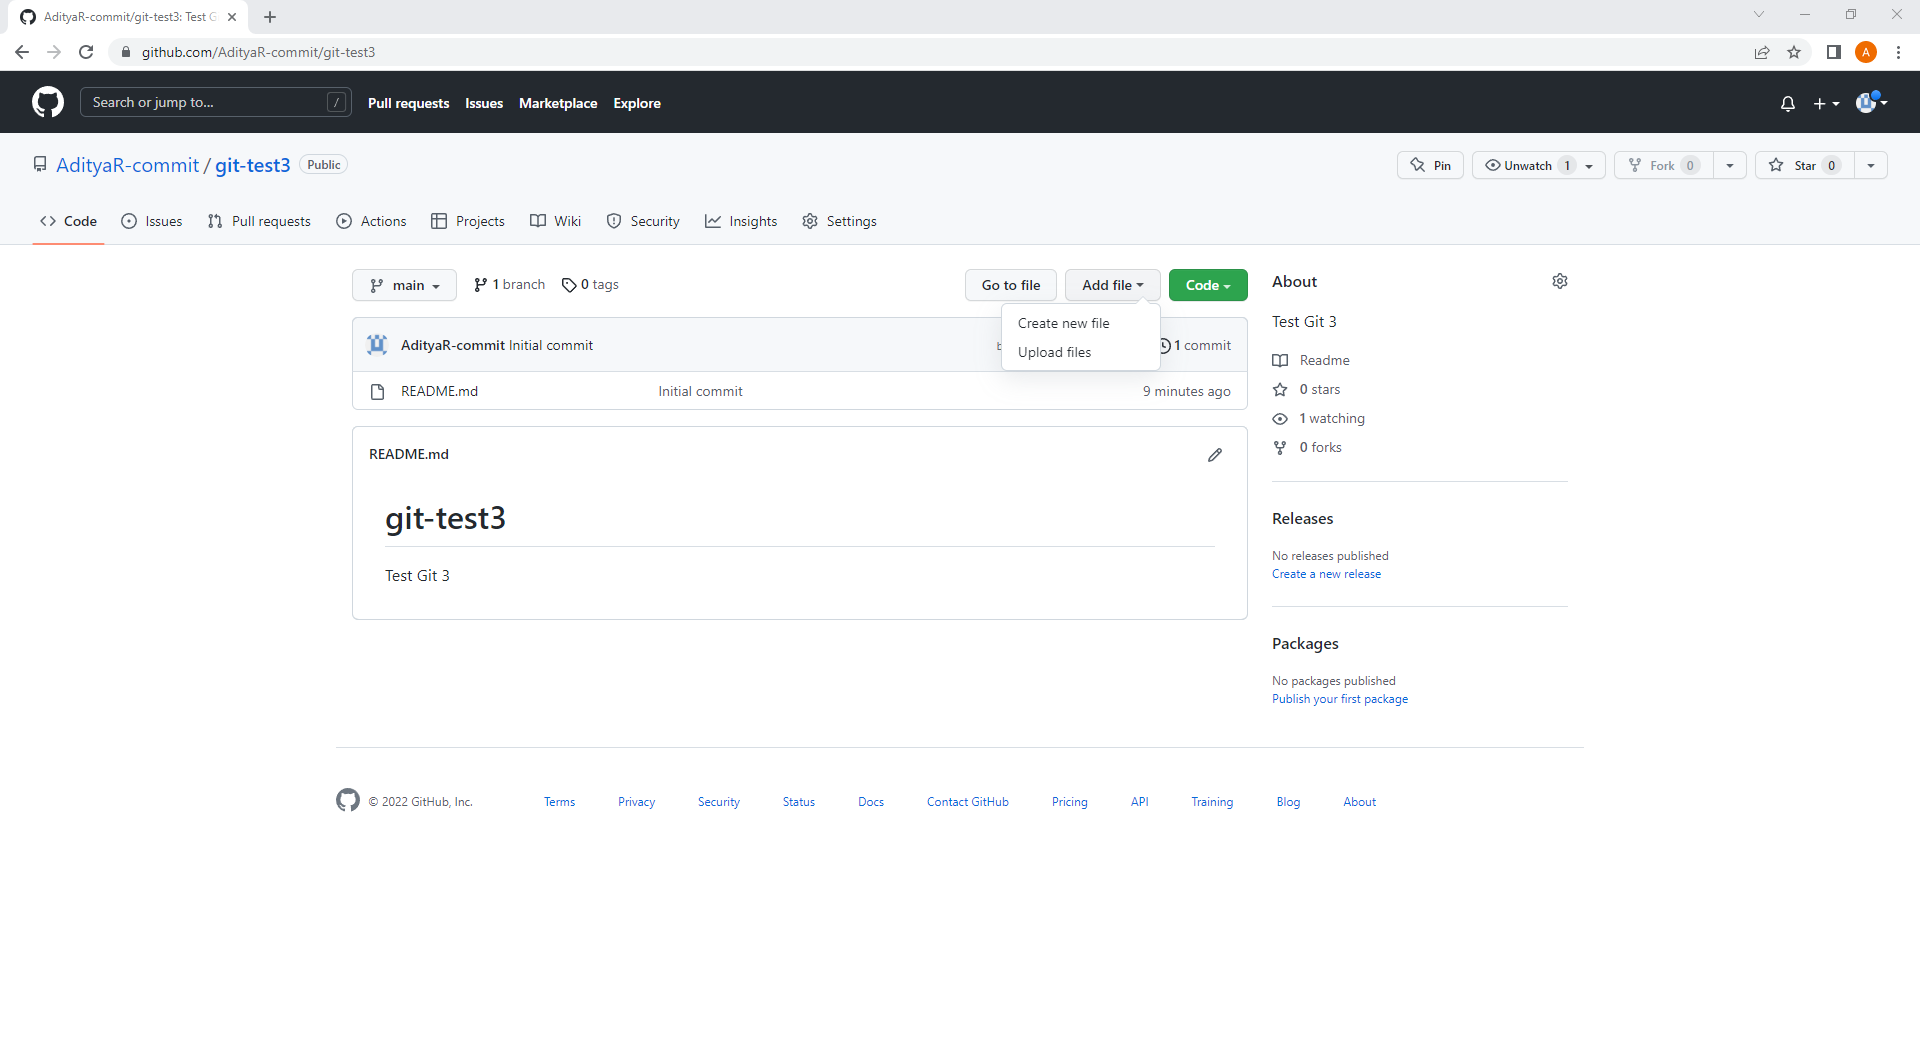 AdityaR-commit/git-test3: Test G
github.com/AdityaR-commit/git-test3
A
Search or jump to...
/
Pull requests
Issues
Marketplace
Explore
AdityaR-commit / git-test3
Public
Pin
Unwatch 1
Fork 0
Star 0
Code
Issues
Pull requests
Actions
Projects
Wiki
Security
Insights
Settings
main
1 branch
0 tags
Go to file
Add file
Code
Create new file
Upload files
AdityaR-commit Initial commit
1 commit
README.md
Initial commit
9 minutes ago
README.md
git-test3
Test Git 3
About
Test Git 3
Readme
0 stars
1 watching
0 forks
Releases
No releases published
Create a new release
Packages
No packages published
Publish your first package
© 2022 GitHub, Inc.
Terms
Privacy
Security
Status
Docs
Contact GitHub
Pricing
API
Training
Blog
About